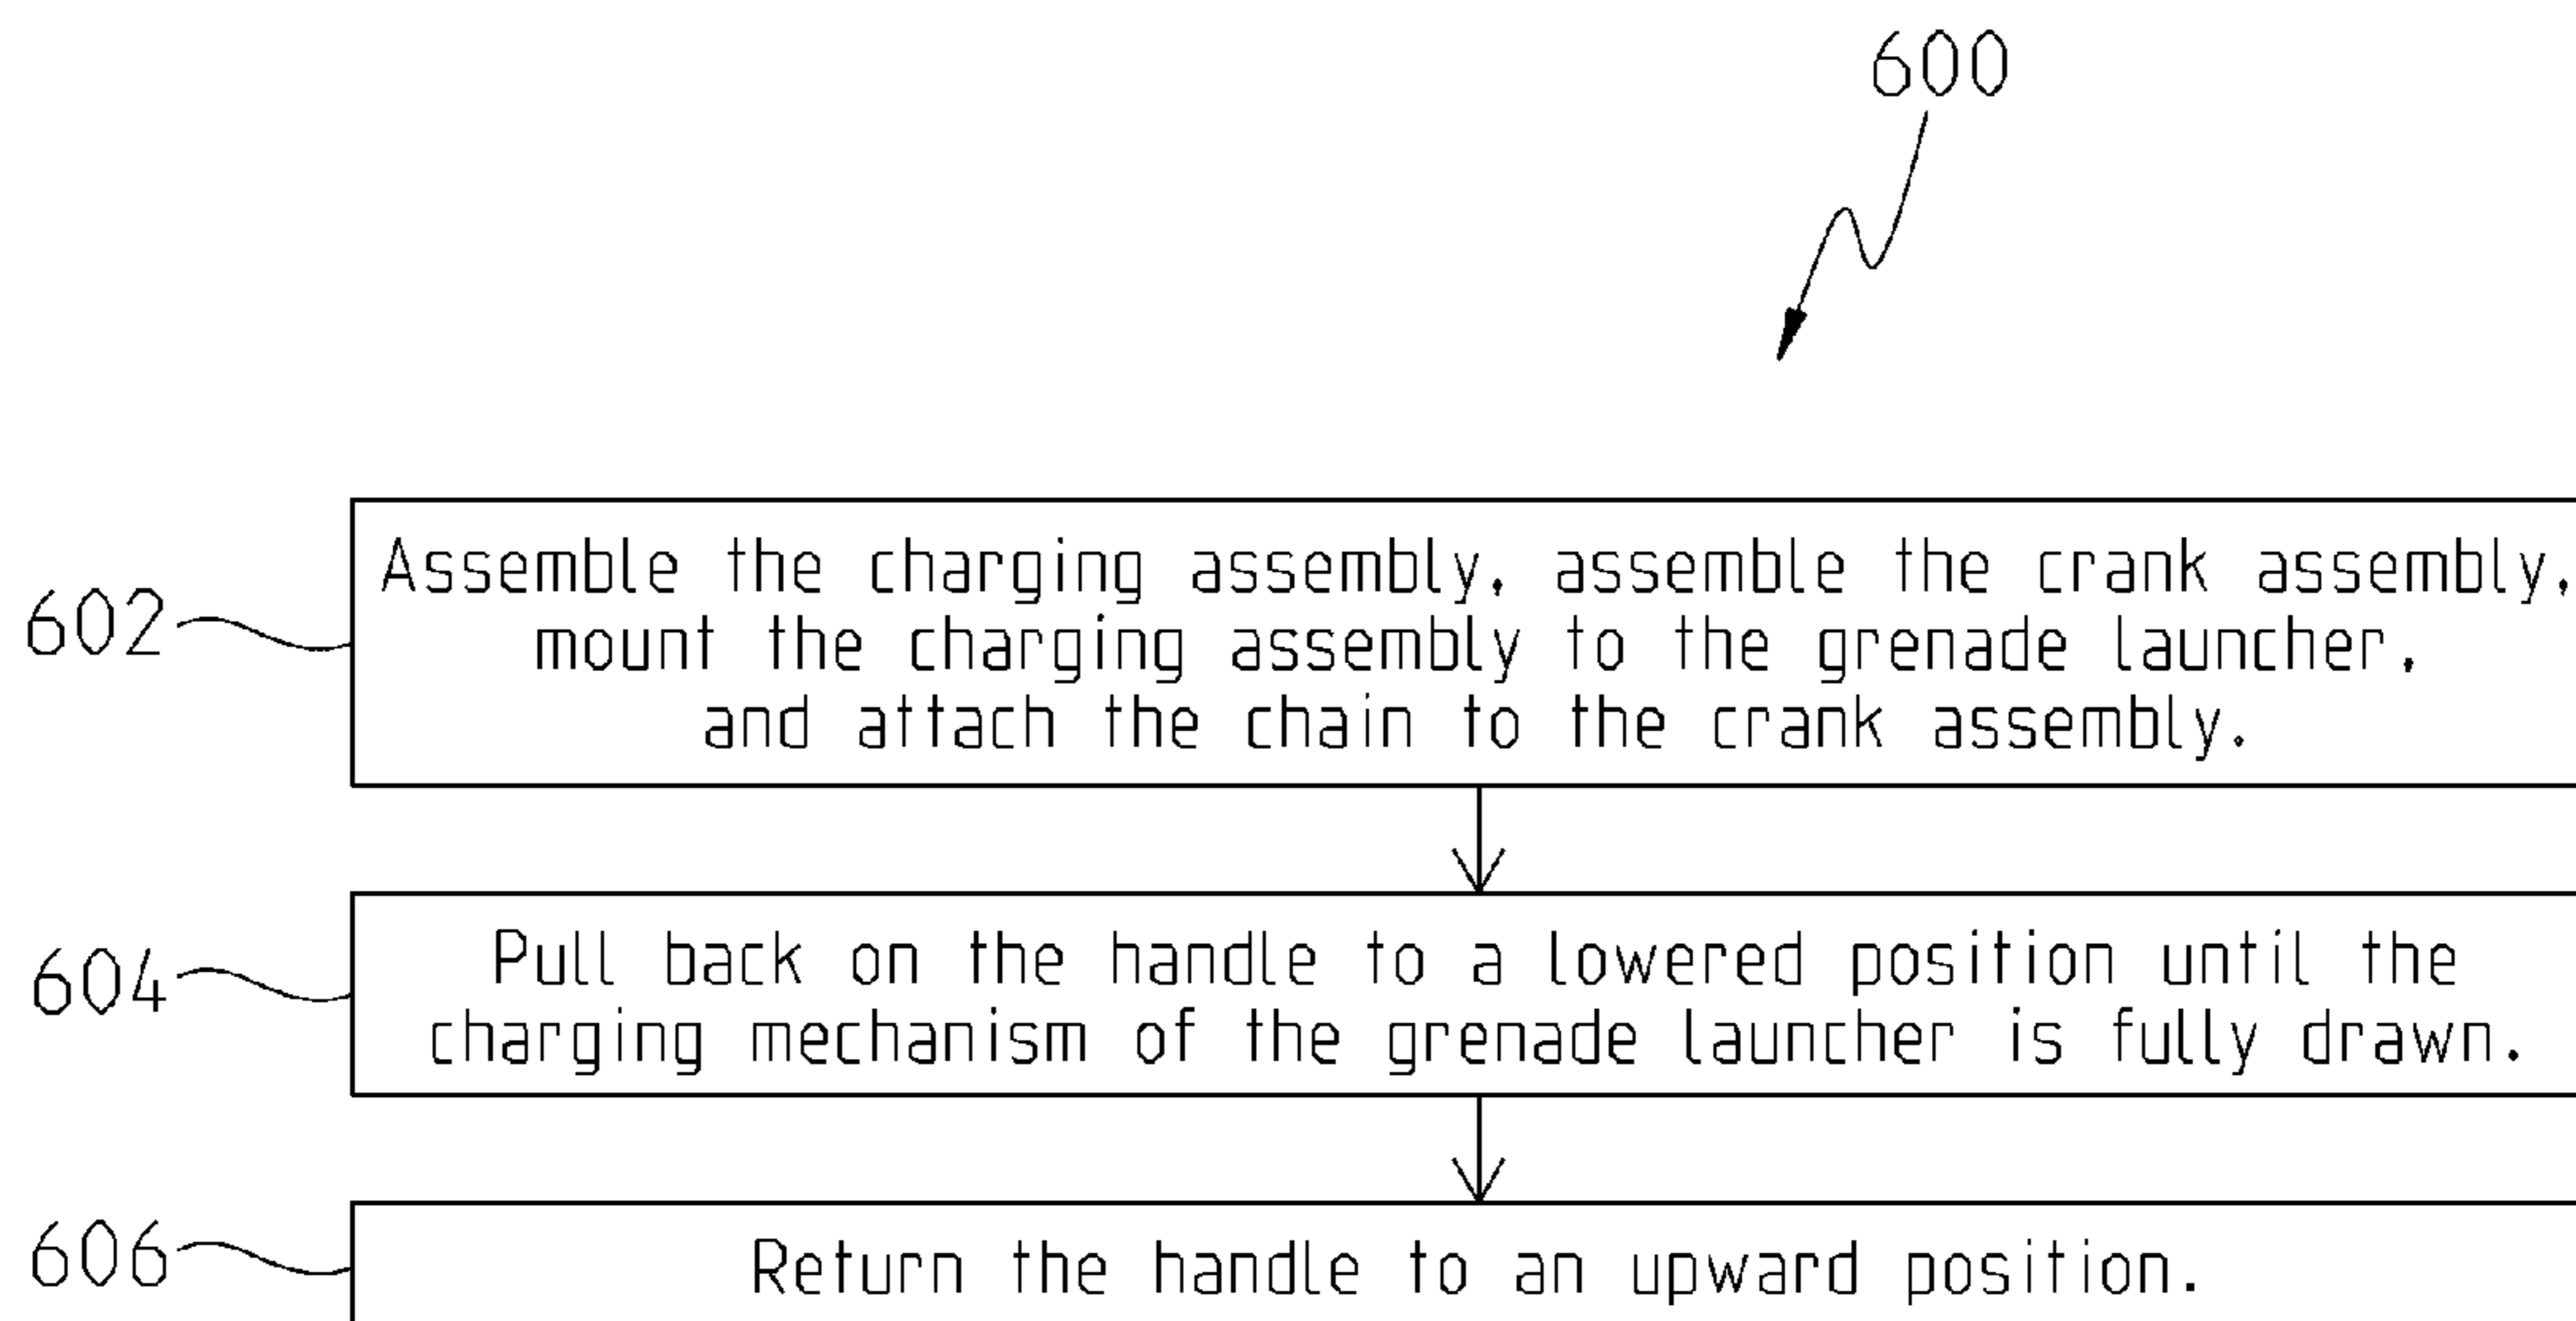 600
602
Assemble the charging assembly, assemble the crank assembly,
mount the charging assembly to the grenade launcher,
and attach the chain to the crank assembly.
604
Pull back on the handle to a lowered position until the
charging mechanism of the grenade launcher is fully drawn.
606
Return the handle to an upward position.